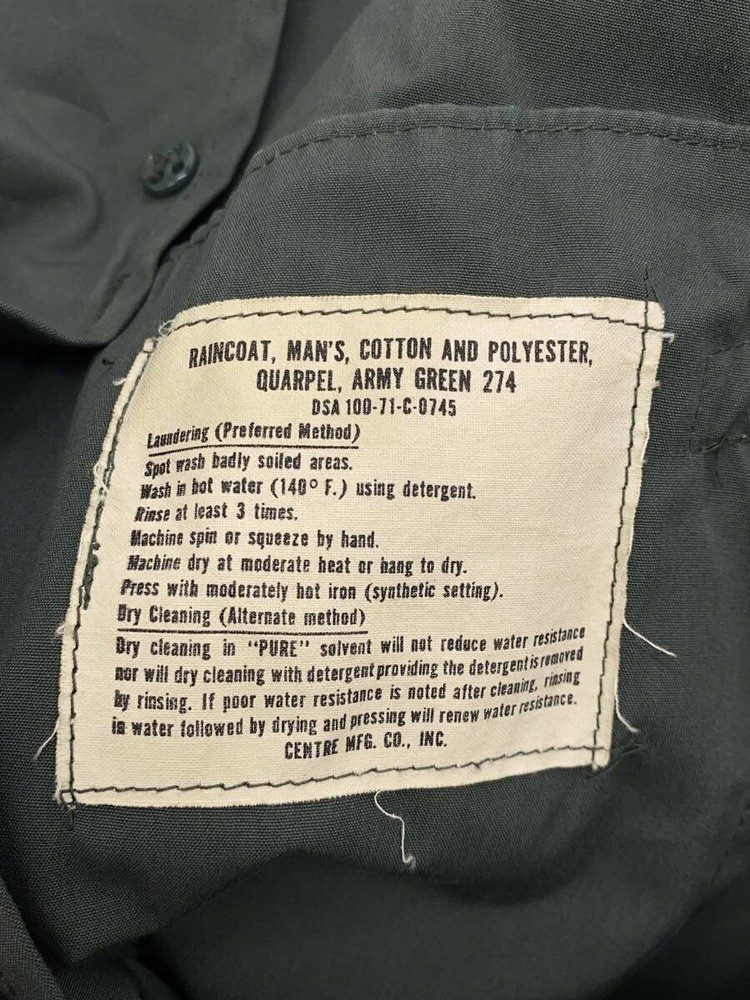 RAINCOAT, MAN'S, COTTON AND POLYESTER,
QUARPEL, ARMY GREEN 274
DSA 100-71-C-0745
Laundering (Preferred Method)
Spot wash badly soiled areas.
Wash in hot water (140° F.) using detergent.
Rinse at least 3 times.
Machine spin or squeeze by hand.
Machine dry at moderate heat or hang to dry.
Press with moderately hot iron (synthetic setting).
Dry Cleaning (Alternate method)
Dry cleaning in "PURE" solvent will not reduce water resistance
nor will dry cleaning with detergent providing the detergent is removed
by rinsing. If poor water resistance is noted after cleaning, rinsing
in water followed by drying and pressing will renew water resistance.
CENTRE MFG. CO., INC.